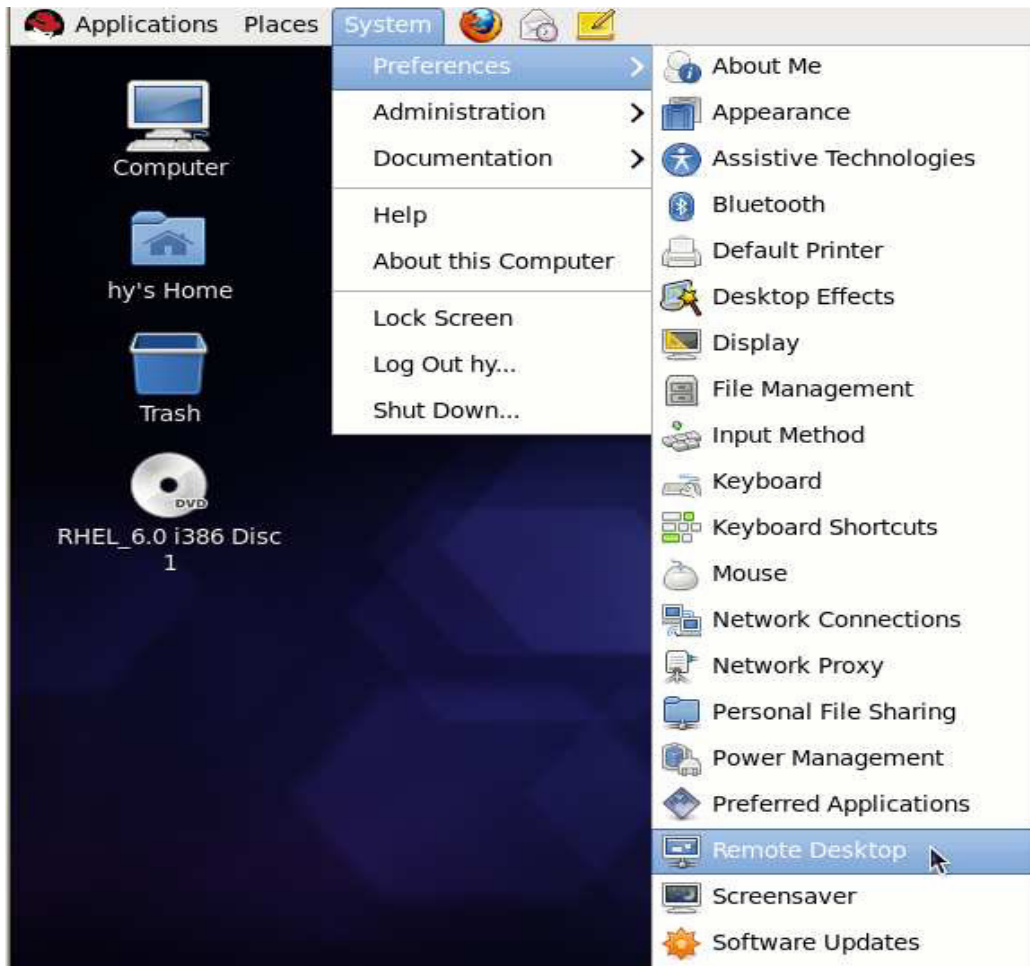 Applications Places System
Computer
hy's Home
Trash
DVD
RHEL_6.0 i386 Disc
1
Preferences
Administration
Documentation
Help
About this Computer
Lock Screen
Log Out hy...
Shut Down...
About Me
Appearance
Assistive Technologies
Bluetooth
Default Printer
Desktop Effects
Display
File Management
Input Method
Keyboard
Keyboard Shortcuts
Mouse
Network Connections
Network Proxy
Personal File Sharing
Power Management
Preferred Applications
Remote Desktop
Screensaver
Software Updates